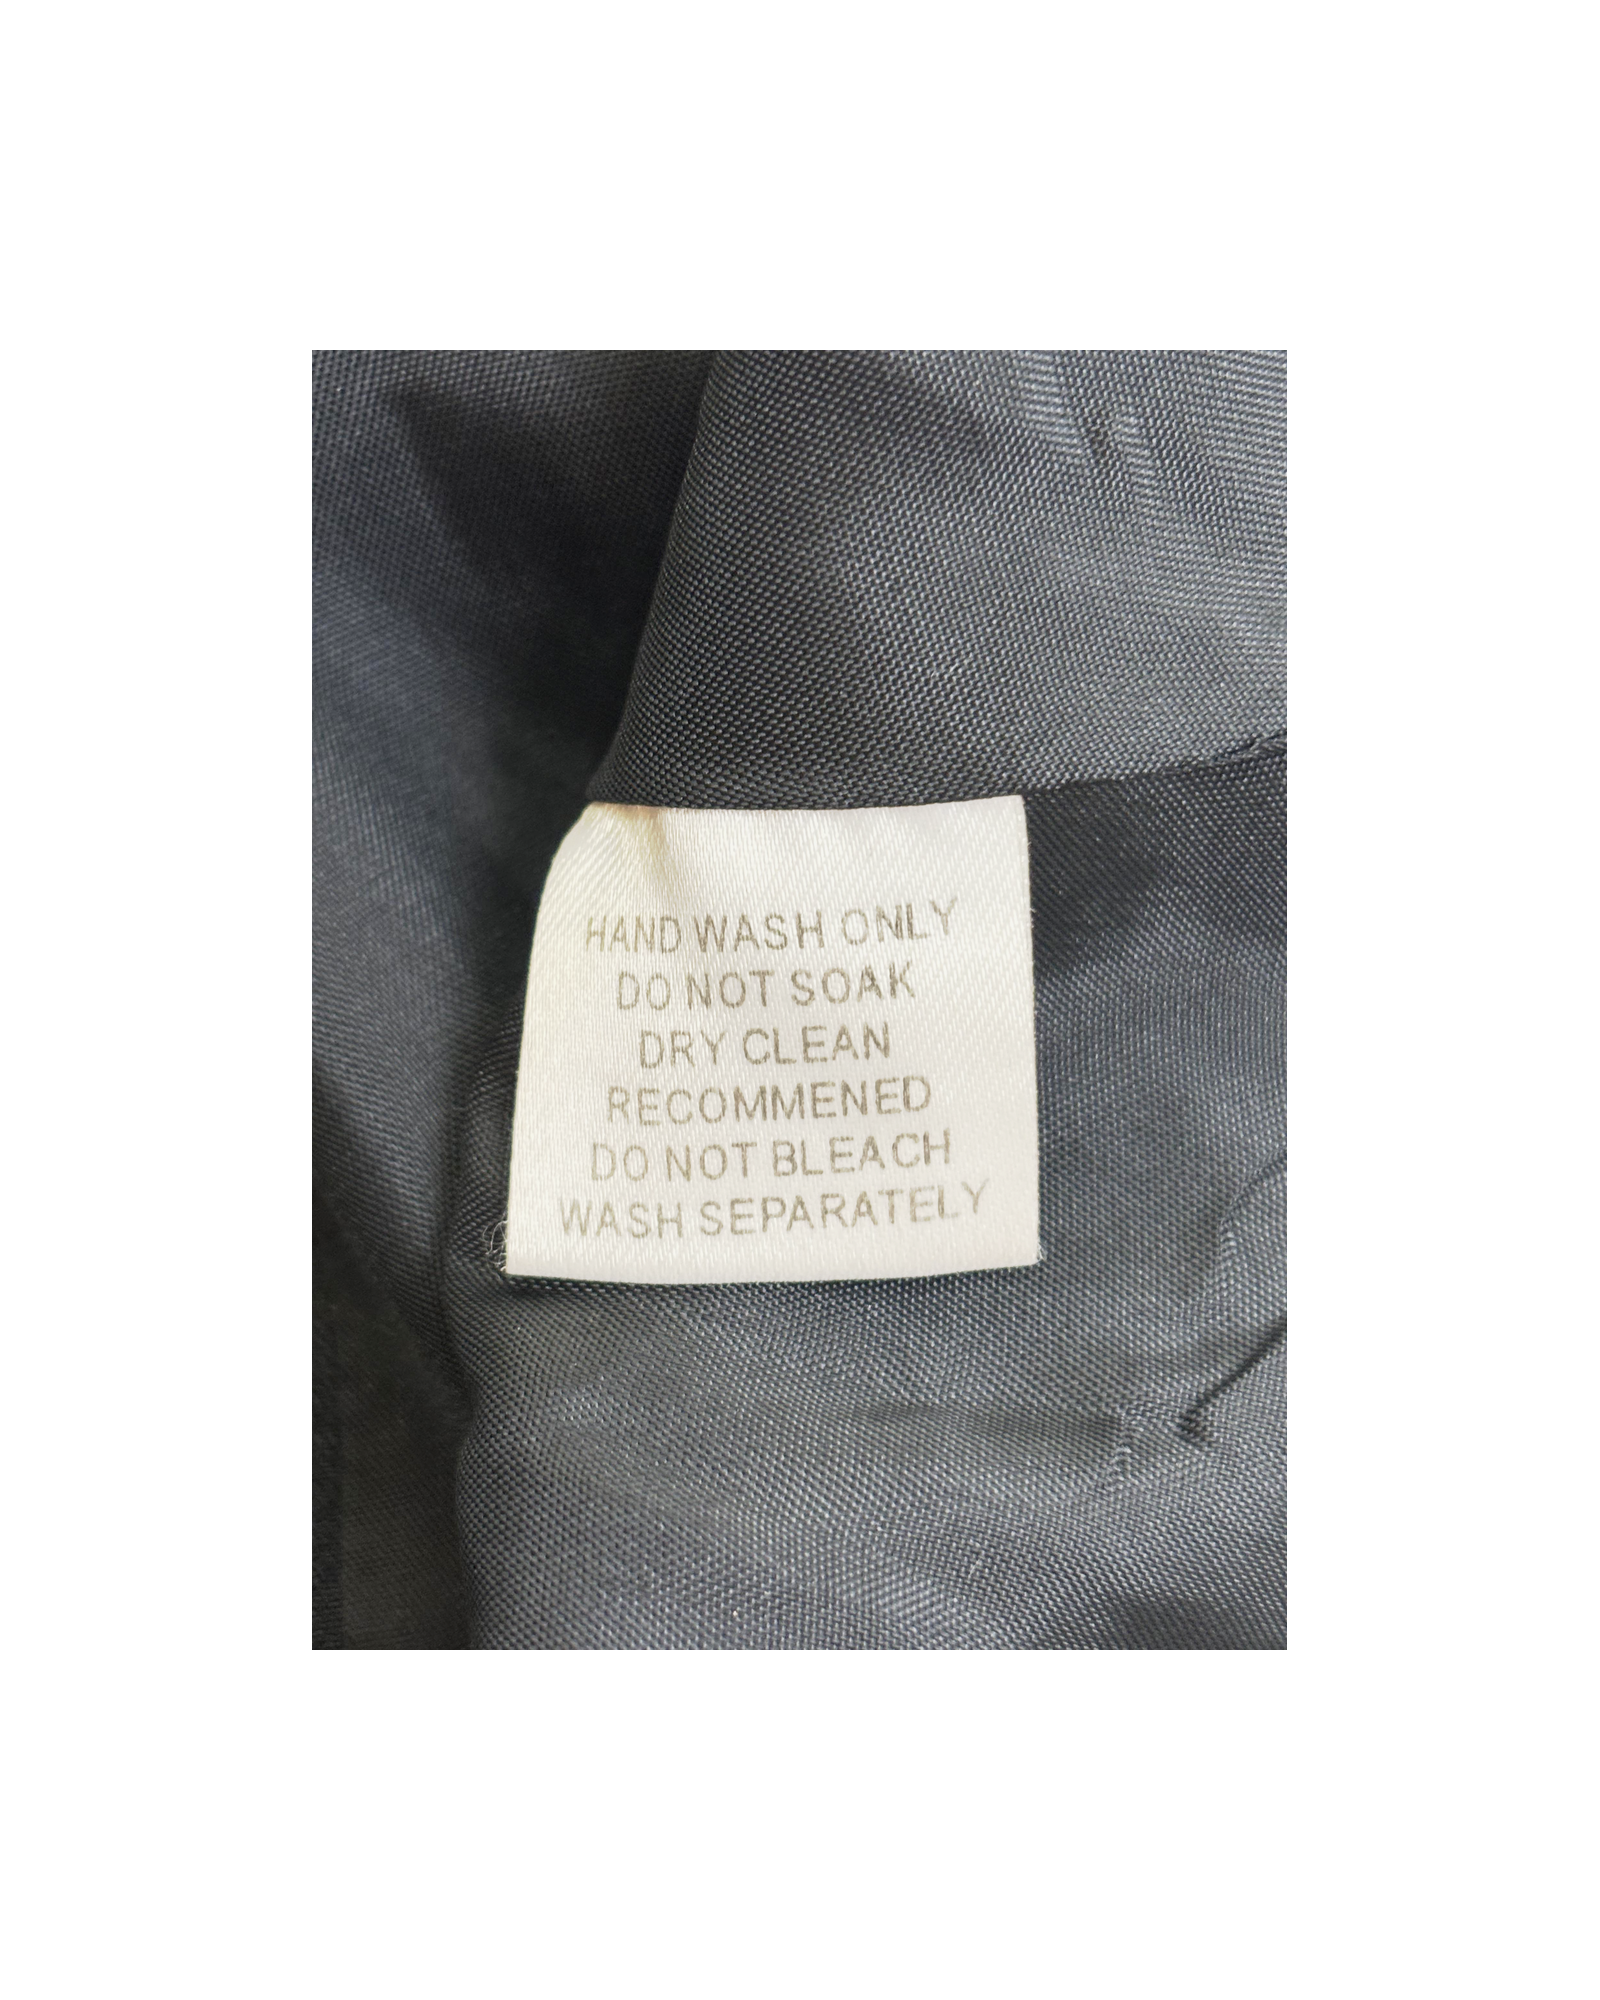 HAND WASH ONLY
DO NOT SOAK
DRY CLEAN
RECOMMENED
DO NOT BLEACH
WASH SEPARATELY